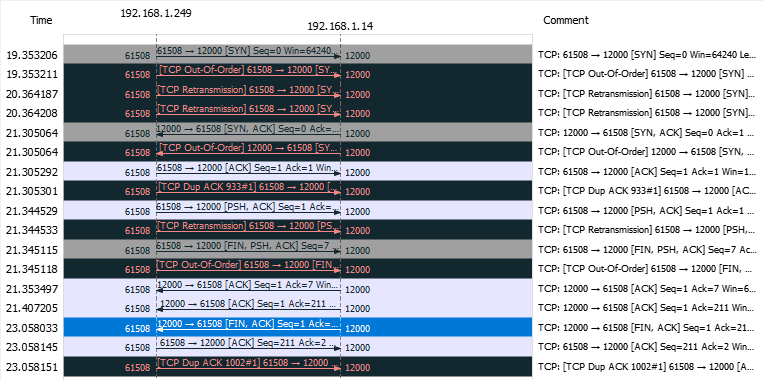 192.168.1.249
Time
192.168.1.14
Comment
19.353206 61508 61508 → 12000 [SYN] Seq=0 Win=64240 Le... 12000 TCP: 61508 → 12000 [SYN] Seq=0 Win=64240 Le...
19.353211 61508 [TCP Out-Of-Order] 61508 → 12000 [SY... 12000 TCP: [TCP Out-Of-Order] 61508 → 12000 [SYN] ...
20.364187 61508 [TCP Retransmission] 61508 → 12000 [SY... 12000 TCP: [TCP Retransmission] 61508 → 12000 [SYN]...
20.364208 61508 [TCP Retransmission] 61508 → 12000 [SY... 12000 TCP: [TCP Retransmission] 61508 → 12000 [SYN]...
21.305064 61508 12000 → 61508 [SYN, ACK] Seq=0 Ack=... 12000 TCP: 12000 → 61508 [SYN, ACK] Seq=0 Ack=1 ...
21.305064 61508 [TCP Out-Of-Order] 12000 → 61508 [SY... 12000 TCP: [TCP Out-Of-Order] 12000 → 61508 [SYN, ...
21.305292 61508 61508 → 12000 [ACK] Seq=1 Ack=1 Win... 12000 TCP: 61508 → 12000 [ACK] Seq=1 Ack=1 Win=6...
21.305301 61508 [TCP Dup ACK 933#1] 61508 → 12000 [... 12000 TCP: [TCP Dup ACK 933#1] 61508 → 12000 [AC...
21.344529 61508 61508 → 12000 [PSH, ACK] Seq=1 Ack=... 12000 TCP: 61508 → 12000 [PSH, ACK] Seq=1 Ack=1 ...
21.344533 61508 [TCP Retransmission] 61508 → 12000 [PS... 12000 TCP: [TCP Retransmission] 61508 → 12000 [PSH,...
21.345115 61508 61508 → 12000 [FIN, PSH, ACK] Seq=7 ... 12000 TCP: 61508 → 12000 [FIN, PSH, ACK] Seq=7 Ac...
21.345118 61508 [TCP Out-Of-Order] 61508 → 12000 [FIN... 12000 TCP: [TCP Out-Of-Order] 61508 → 12000 [FIN, ...
21.353497 61508 12000 → 61508 [ACK] Seq=1 Ack=7 Win... 12000 TCP: 12000 → 61508 [ACK] Seq=1 Ack=7 Win=6...
21.407205 61508 12000 → 61508 [ACK] Seq=1 Ack=211 ... 12000 TCP: 12000 → 61508 [ACK] Seq=1 Ack=211 Win...
23.058033 61508 12000 → 61508 [FIN, ACK] Seq=1 Ack=... 12000 TCP: 12000 → 61508 [FIN, ACK] Seq=1 Ack=21...
23.058145 61508 61508 → 12000 [ACK] Seq=211 Ack=2 ... 12000 TCP: 61508 → 12000 [ACK] Seq=211 Ack=2 Win...
23.058151 61508 [TCP Dup ACK 1002#1] 61508 → 12000 ... 12000 TCP: [TCP Dup ACK 1002#1] 61508 → 12000 [A...